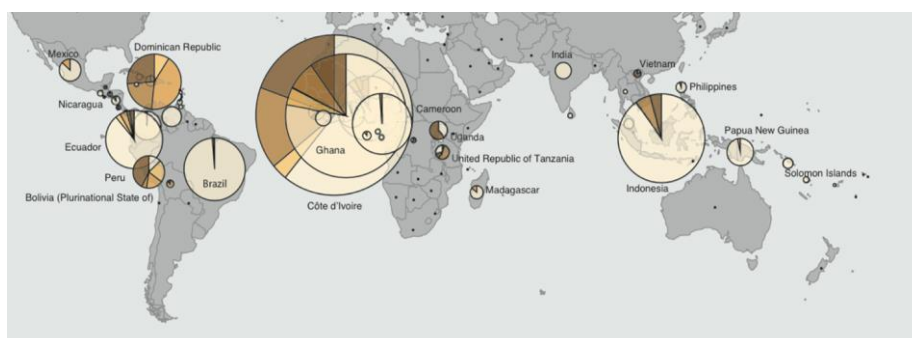 Mexico
Dominican Republic
Nicaragua
Ecuador
Peru
Bolivia (Plurinational State of)
Brazil
Ghana
Côte d'Ivoire
Cameroon
Uganda
United Republic of Tanzania
Madagascar
India
Vietnam
Philippines
Indonesia
Papua New Guinea
Solomon Islands